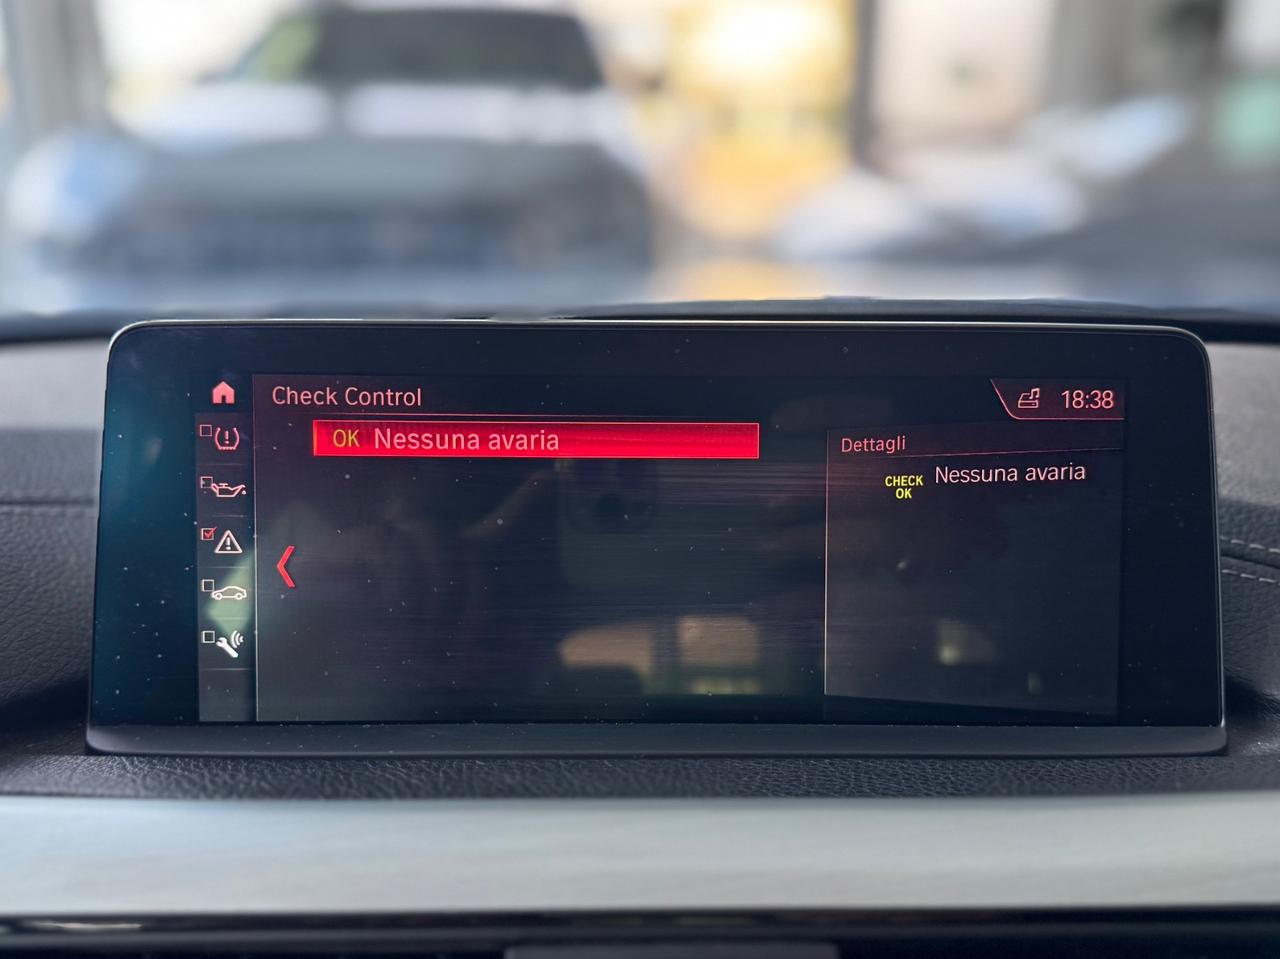 Check Control
18:38
OK Nessuna avaria
Dettagli
CHECK
OK
Nessuna avaria